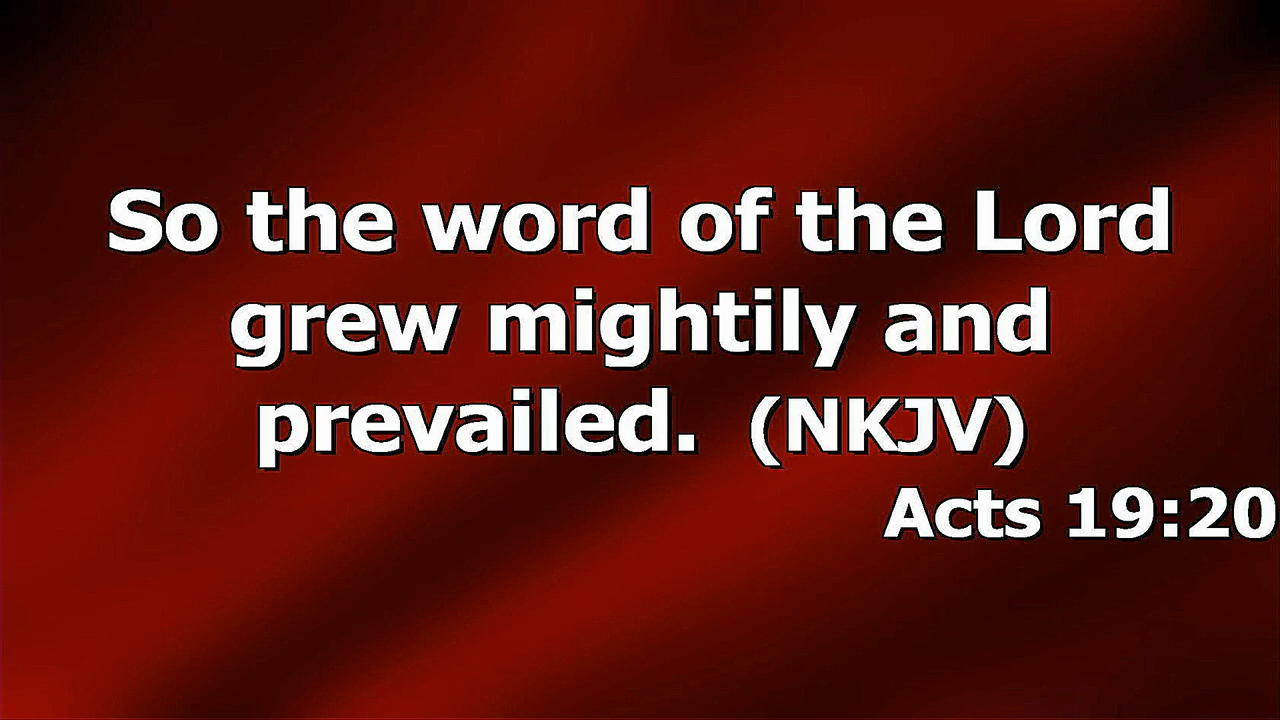 So the word of the Lord
grew mightily and
prevailed.  (NKJV)
Acts 19:20